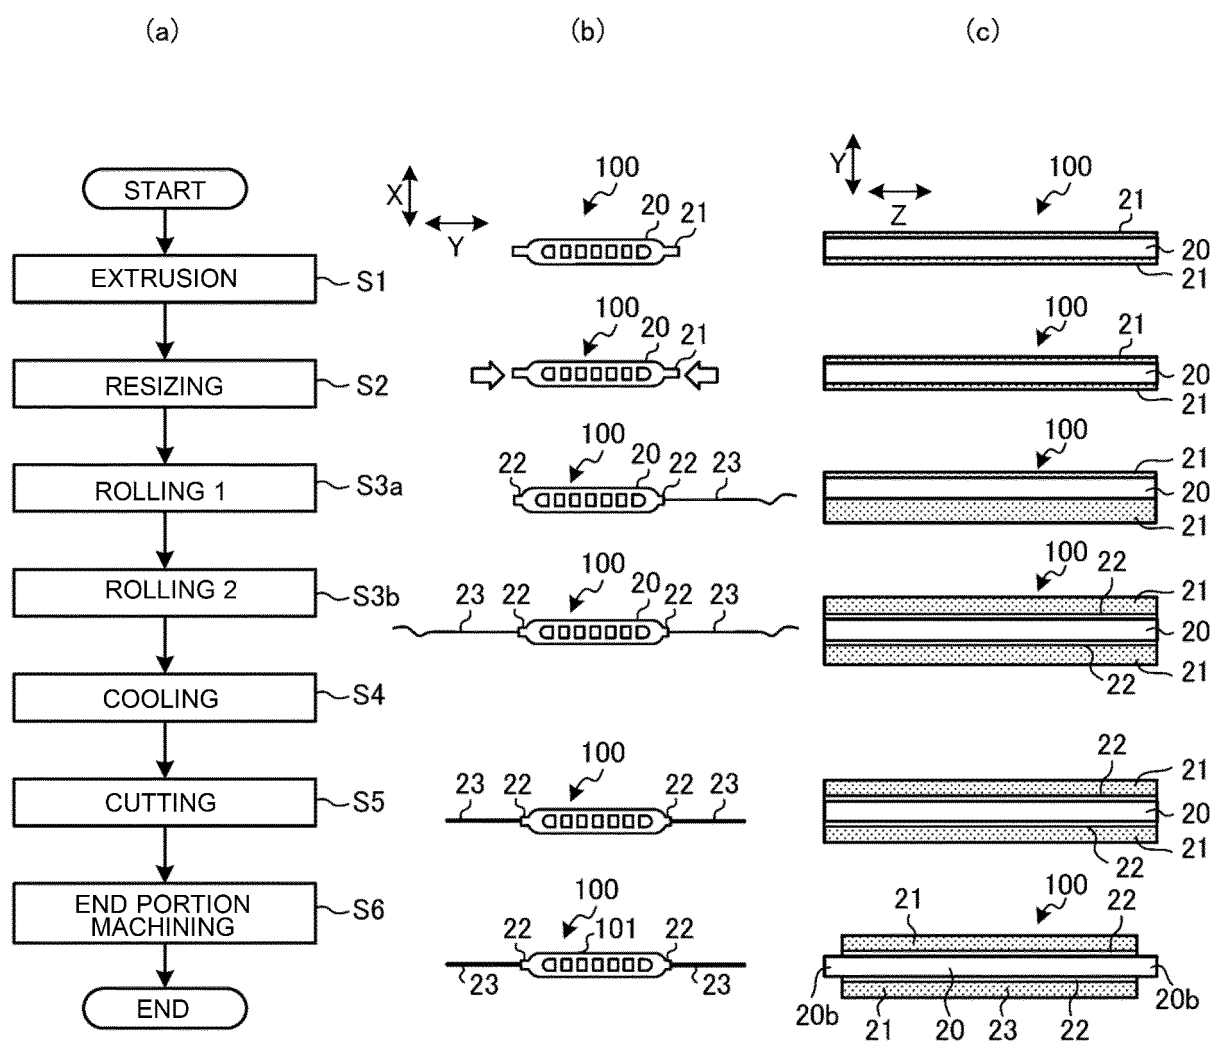 (a)
(b)
(c)
START
EXTRUSION
S1
RESIZING
S2
ROLLING 1
S3a
ROLLING 2
S3b
COOLING
S4
CUTTING
S5
END PORTION
MACHINING
S6
END
X
Y
100
20
21
100
20
21
22
100
20
22
23
23
22
100
20
22
23
23
22
100
22
23
22
100
101
22
23
23
Y
Z
100
21
20
21
100
21
20
21
100
21
20
21
100
22
21
20
22
21
22
21
20
22
21
21
100
22
20b
20b
21
20
23
22